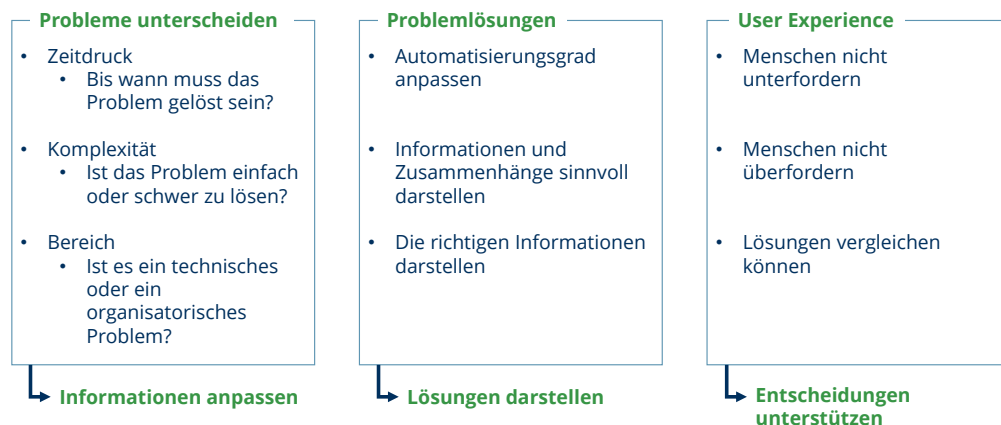 Probleme unterscheiden
• Zeitdruck
• Bis wann muss das
Problem gelöst sein?
• Komplexität
• Ist das Problem einfach
oder schwer zu lösen?
• Bereich
• Ist es ein technisches
oder ein
organisatorisches
Problem?
Informationen anpassen
Problemlösungen
• Automatisierungsgrad
anpassen
• Informationen und
Zusammenhänge sinnvoll
darstellen
• Die richtigen Informationen
darstellen
Lösungen darstellen
User Experience
• Menschen nicht
unterfordern
• Menschen nicht
überfordern
• Lösungen vergleichen
können
Entscheidungen
unterstützen